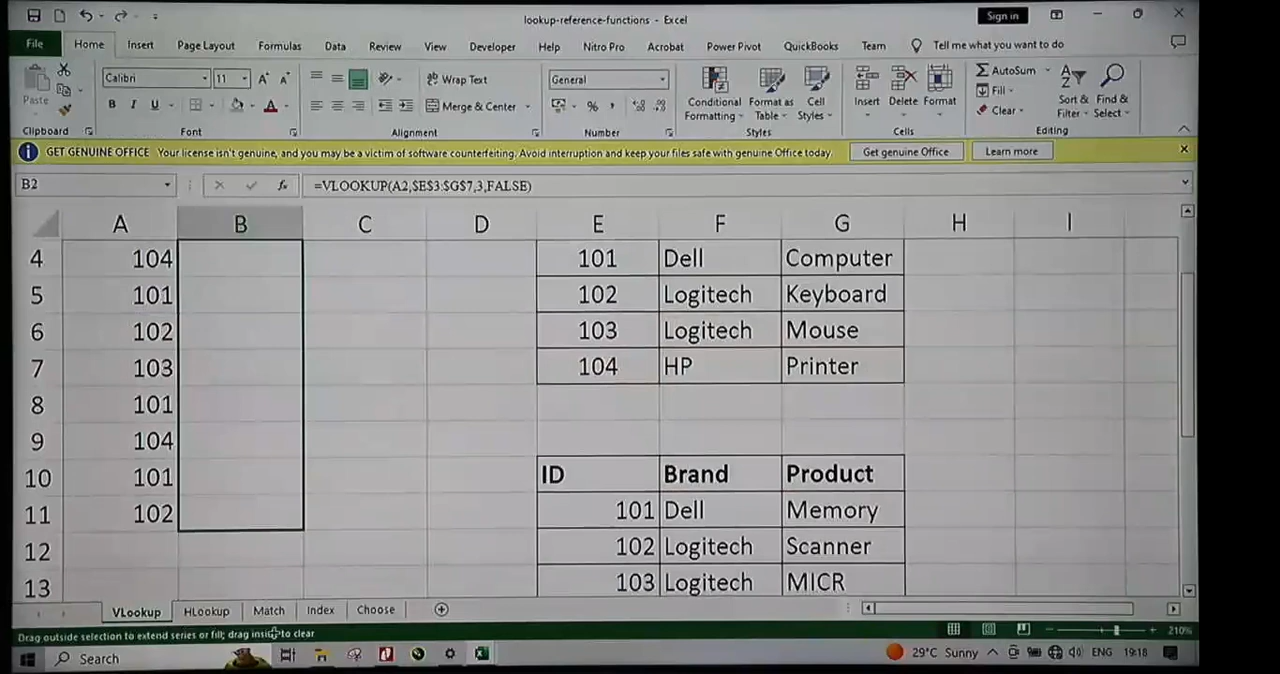 lookup-reference-functions - Excel
Sign in
File Home Insert Page Layout Formulas Data Review View Developer Help Nitro Pro Acrobat Power Pivot QuickBooks Team Tell me what you want to do
Paste
Calibri 11
B I U A
Wrap Text
Merge & Center
General
%
Conditional Formatting
Format as Table
Cell Styles
Insert Delete Format
AutoSum
Fill
Clear
Sort & Filter
Find & Select
Clipboard Font Alignment Number Styles Cells Editing
GET GENUINE OFFICE Your license isn't genuine, and you may be a victim of software counterfeiting. Avoid interruption and keep your files safe with genuine Office today. Get genuine Office Learn more
B2 fx =VLOOKUP(A2,$E$3:$G$7,3,FALSE)
A B C D E F G H I
4 104 101 Dell Computer
5 101 102 Logitech Keyboard
6 102 103 Logitech Mouse
7 103 104 HP Printer
8 101
9 104
10 101 ID Brand Product
11 102 101 Dell Memory
12 102 Logitech Scanner
13 103 Logitech MICR
VLookup HLookup Match Index Choose
Drag outside selection to extend series or fill; drag inside to clear
210%
Search 29°C Sunny ENG 19:18